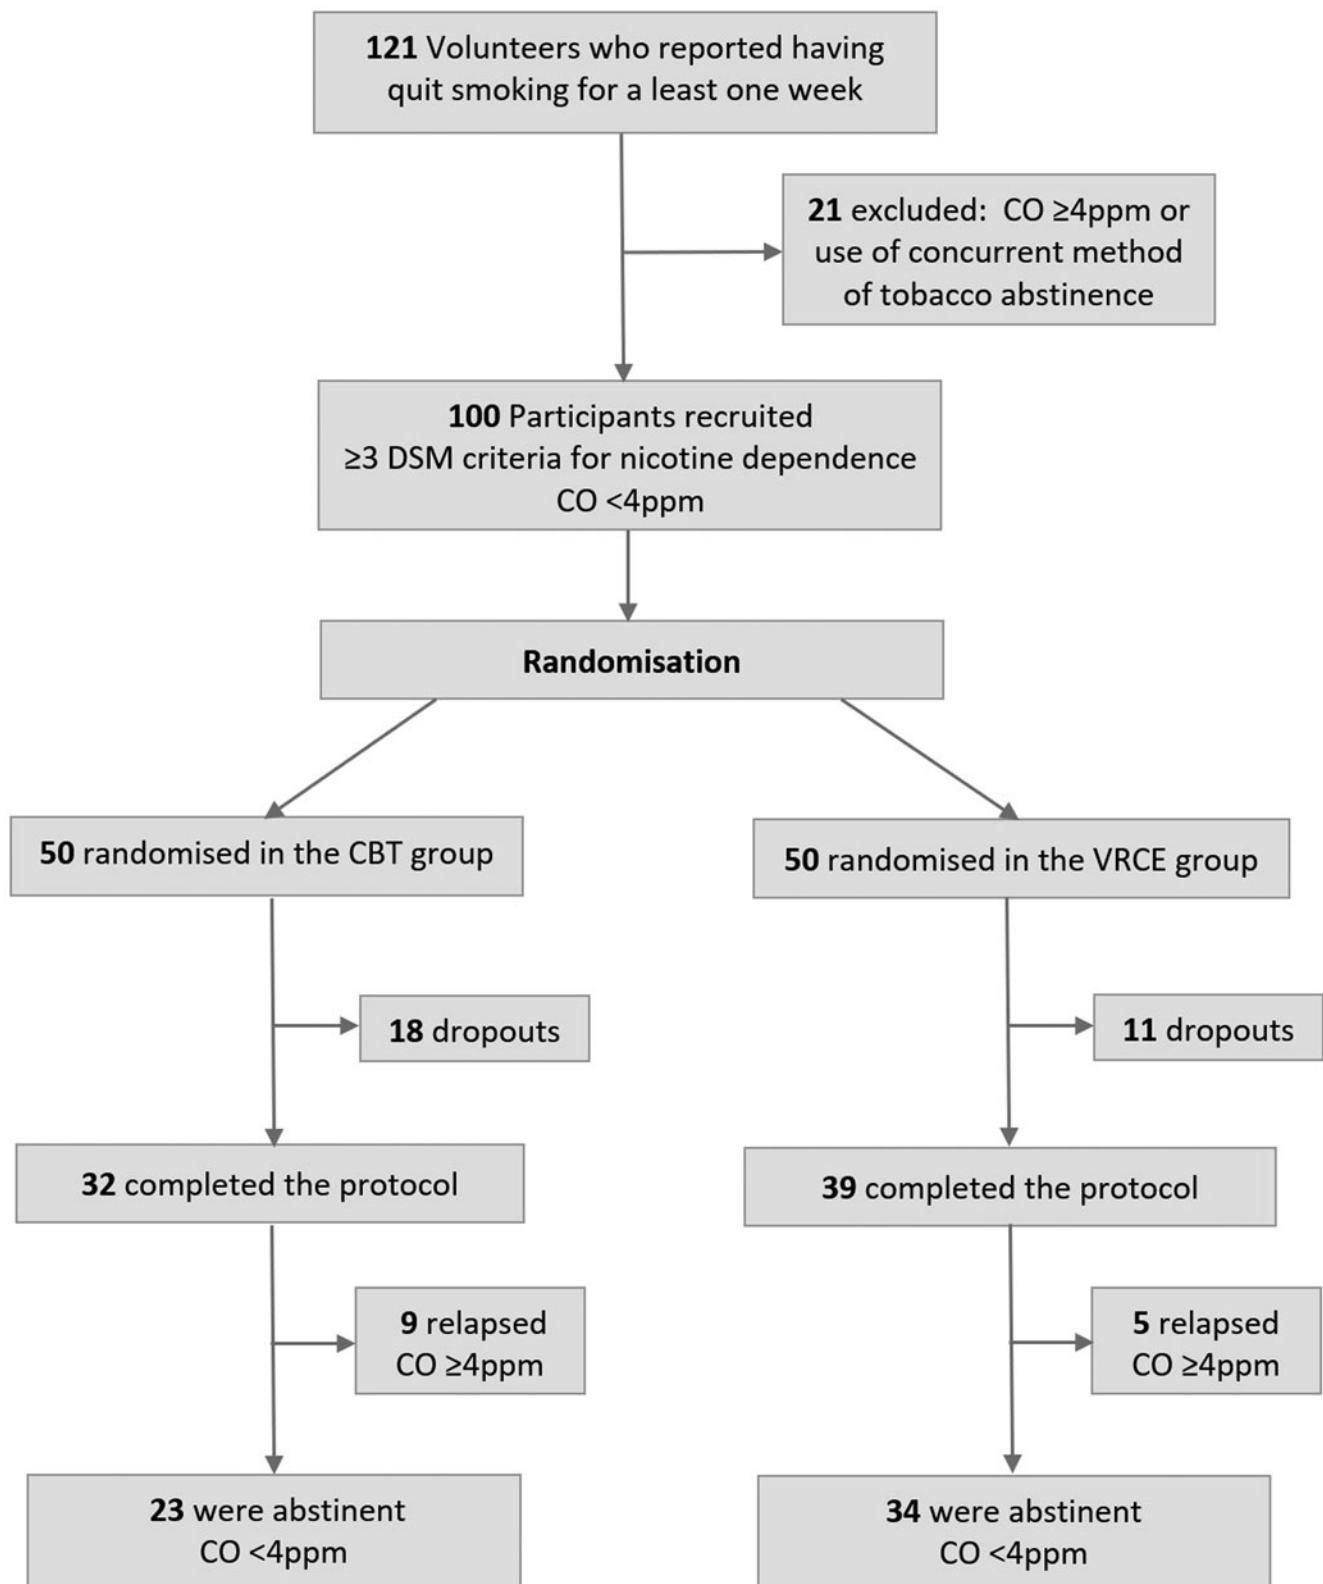 121 Volunteers who reported having
quit smoking for a least one week
21 excluded: CO ≥4ppm or
use of concurrent method
of tobacco abstinence
100 Participants recruited
≥3 DSM criteria for nicotine dependence
CO <4ppm
Randomisation
50 randomised in the CBT group
50 randomised in the VRCE group
18 dropouts
11 dropouts
32 completed the protocol
39 completed the protocol
9 relapsed
CO ≥4ppm
5 relapsed
CO ≥4ppm
23 were abstinent
CO <4ppm
34 were abstinent
CO <4ppm